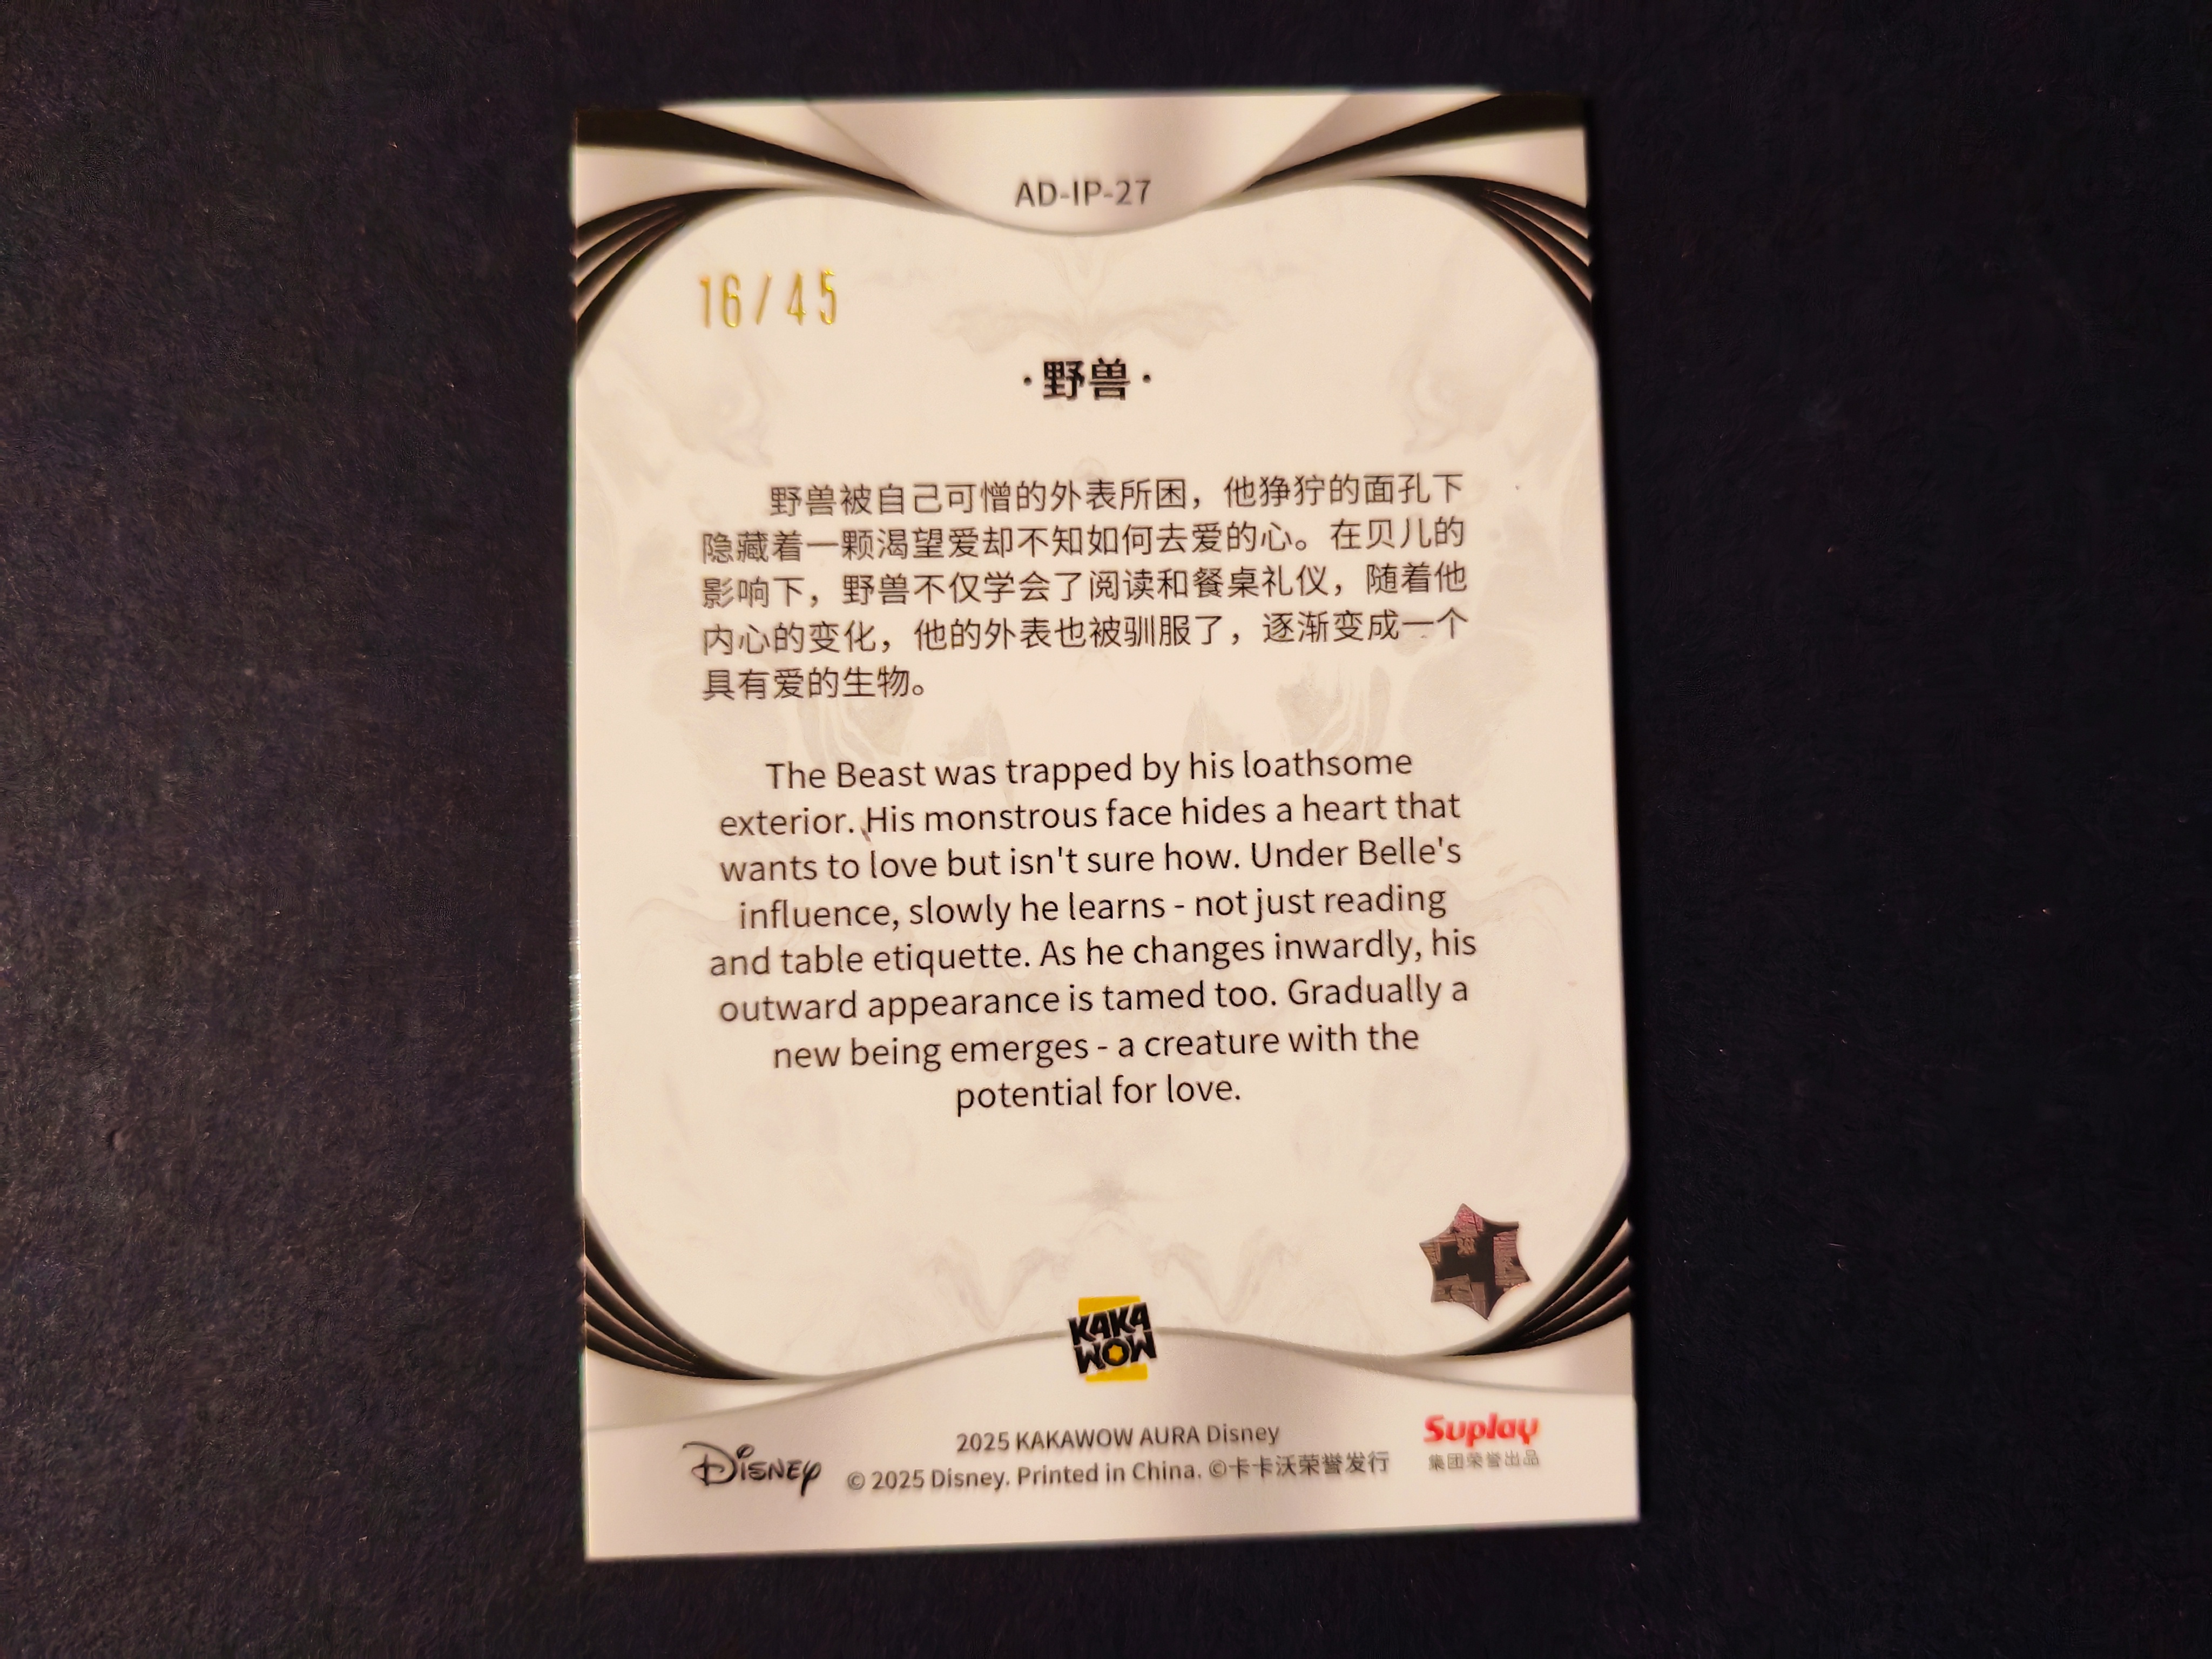 AD-IP-27
16/45
·野兽·
野兽被自己可憎的外表所困，他狰狞的面孔下
隐藏着一颗渴望爱却不知如何去爱的心。在贝儿的
影响下，野兽不仅学会了阅读和餐桌礼仪，随着他
内心的变化，他的外表也被驯服了，逐渐变成一个
具有爱的生物。
The Beast was trapped by his loathsome
exterior. His monstrous face hides a heart that
wants to love but isn't sure how. Under Belle's
influence, slowly he learns - not just reading
and table etiquette. As he changes inwardly, his
outward appearance is tamed too. Gradually a
new being emerges - a creature with the
potential for love.
KAKA
WOW
Disney
2025 KAKAWOW AURA Disney
© 2025 Disney. Printed in China. ©卡卡沃荣誉发行
Suplay
集团荣誉出品